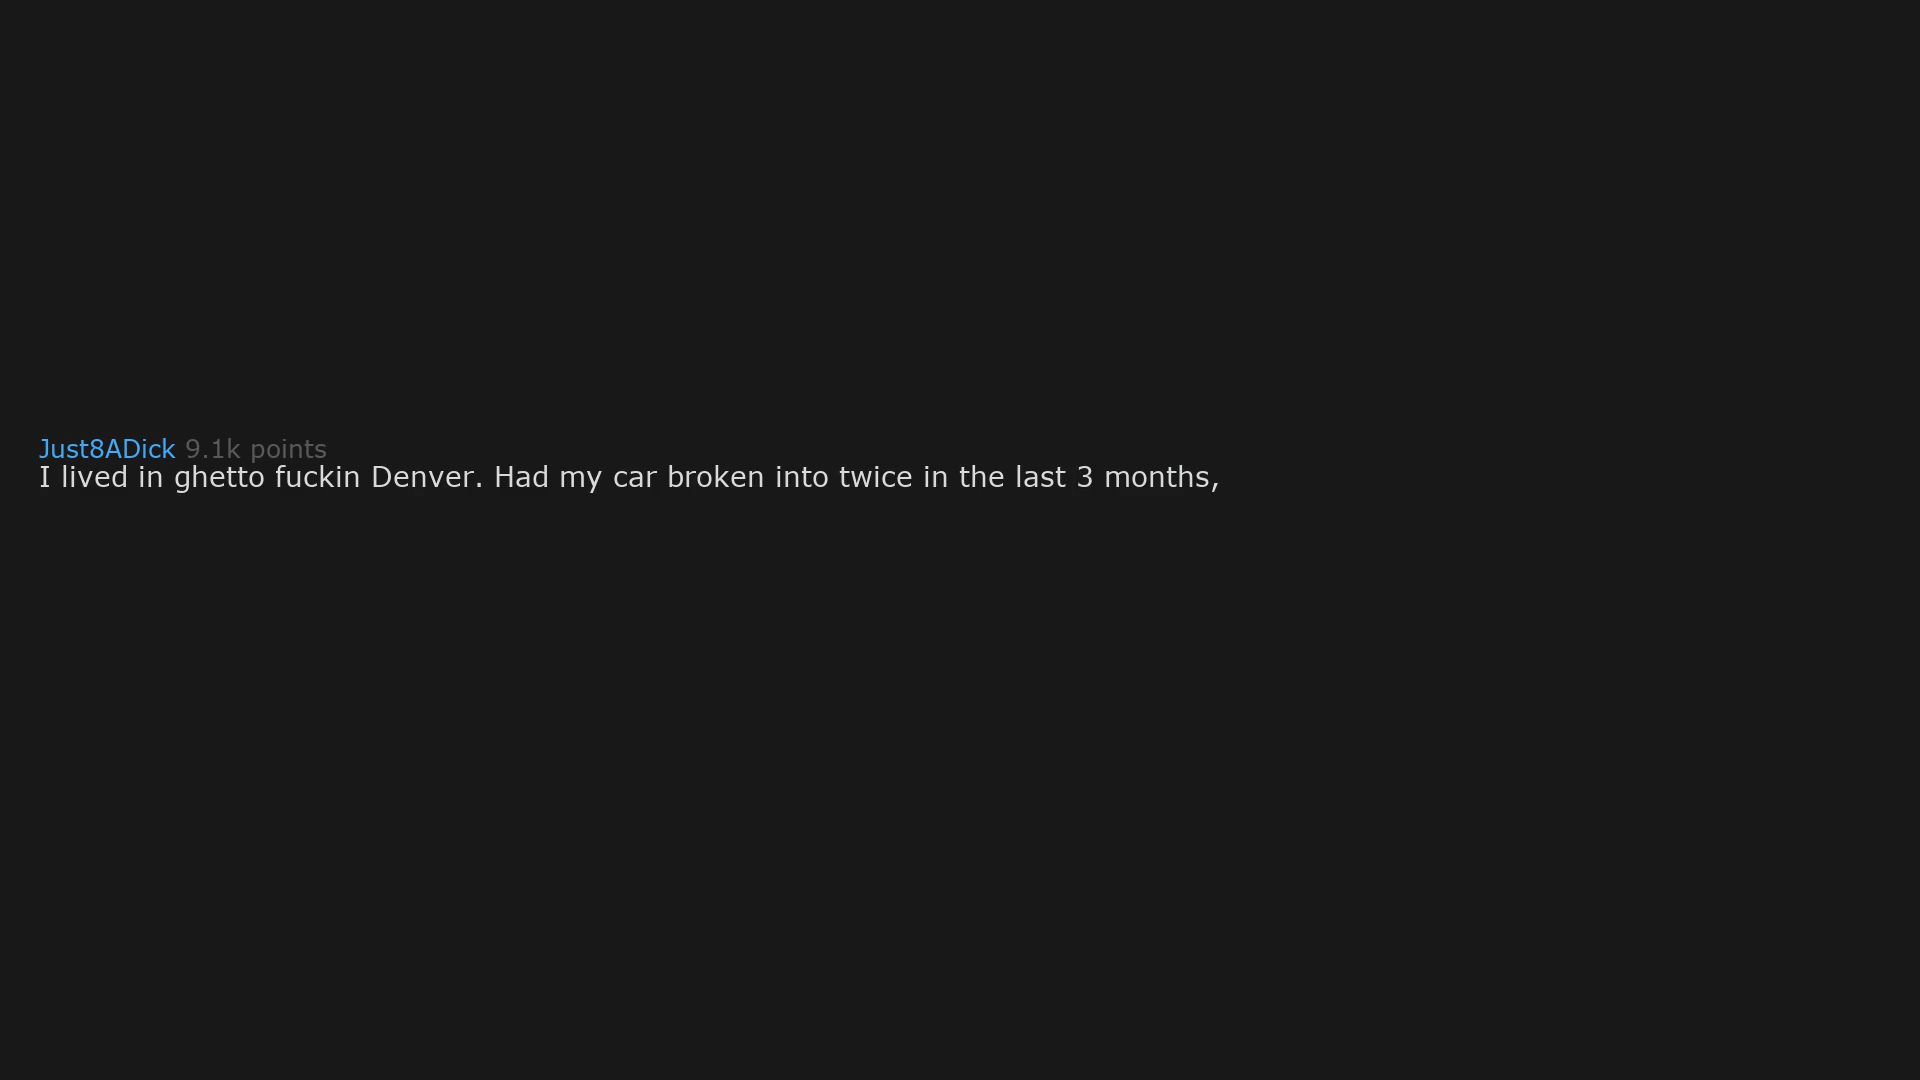 Just8ADick 9.1k points
I lived in ghetto fuckin Denver. Had my car broken into twice in the last 3 months,